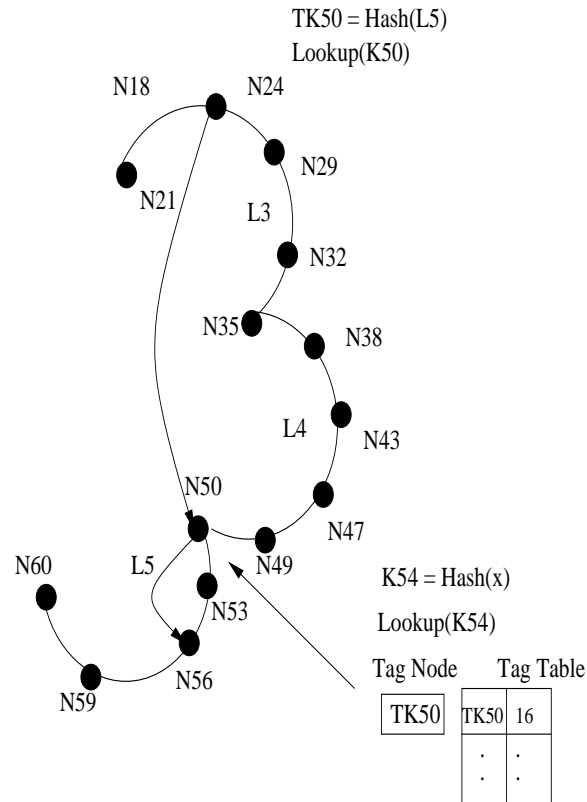 TK50 = Hash(L5)
Lookup(K50)
N18
N24
N29
N21
L3
N32
N35
N38
L4
N43
N50
N47
N49
L5
N60
N53
K54 = Hash(x)
Lookup(K54)
N56
N59
Tag Node
Tag Table
TK50
TK50 16
. .
. .